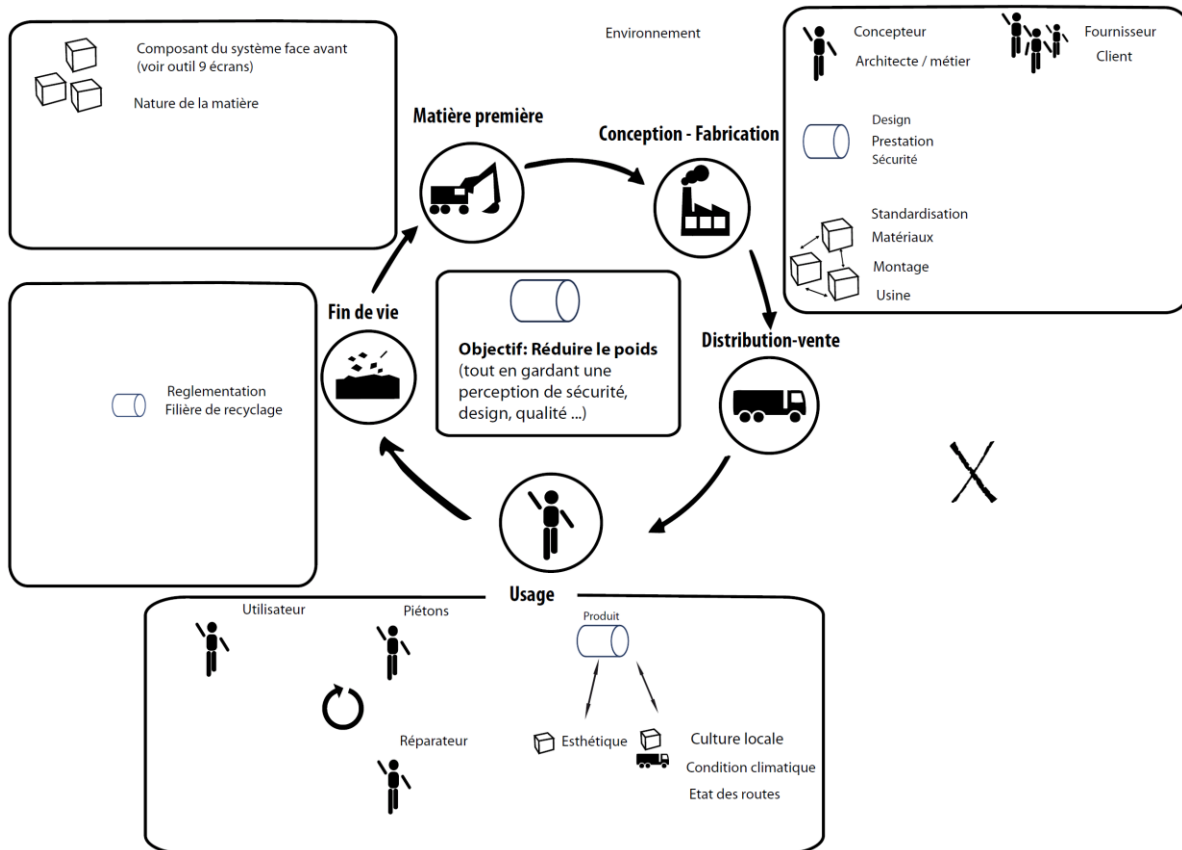 Composant du système face avant
(voir outil 9 écrans)
Nature de la matière
Environnement
Concepteur
Architecte / métier
Fournisseur
Client
Design
Prestation
Sécurité
Standardisation
Matériaux
Montage
Usine
Matière première
Conception - Fabrication
Distribution-vente
Fin de vie
Objectif: Réduire le poids
(tout en gardant une
perception de sécurité,
design, qualité ...)
Reglementation
Filière de recyclage
Usage
Utilisateur
Piétons
Produit
Réparateur
Esthétique
Culture locale
Condition climatique
Etat des routes